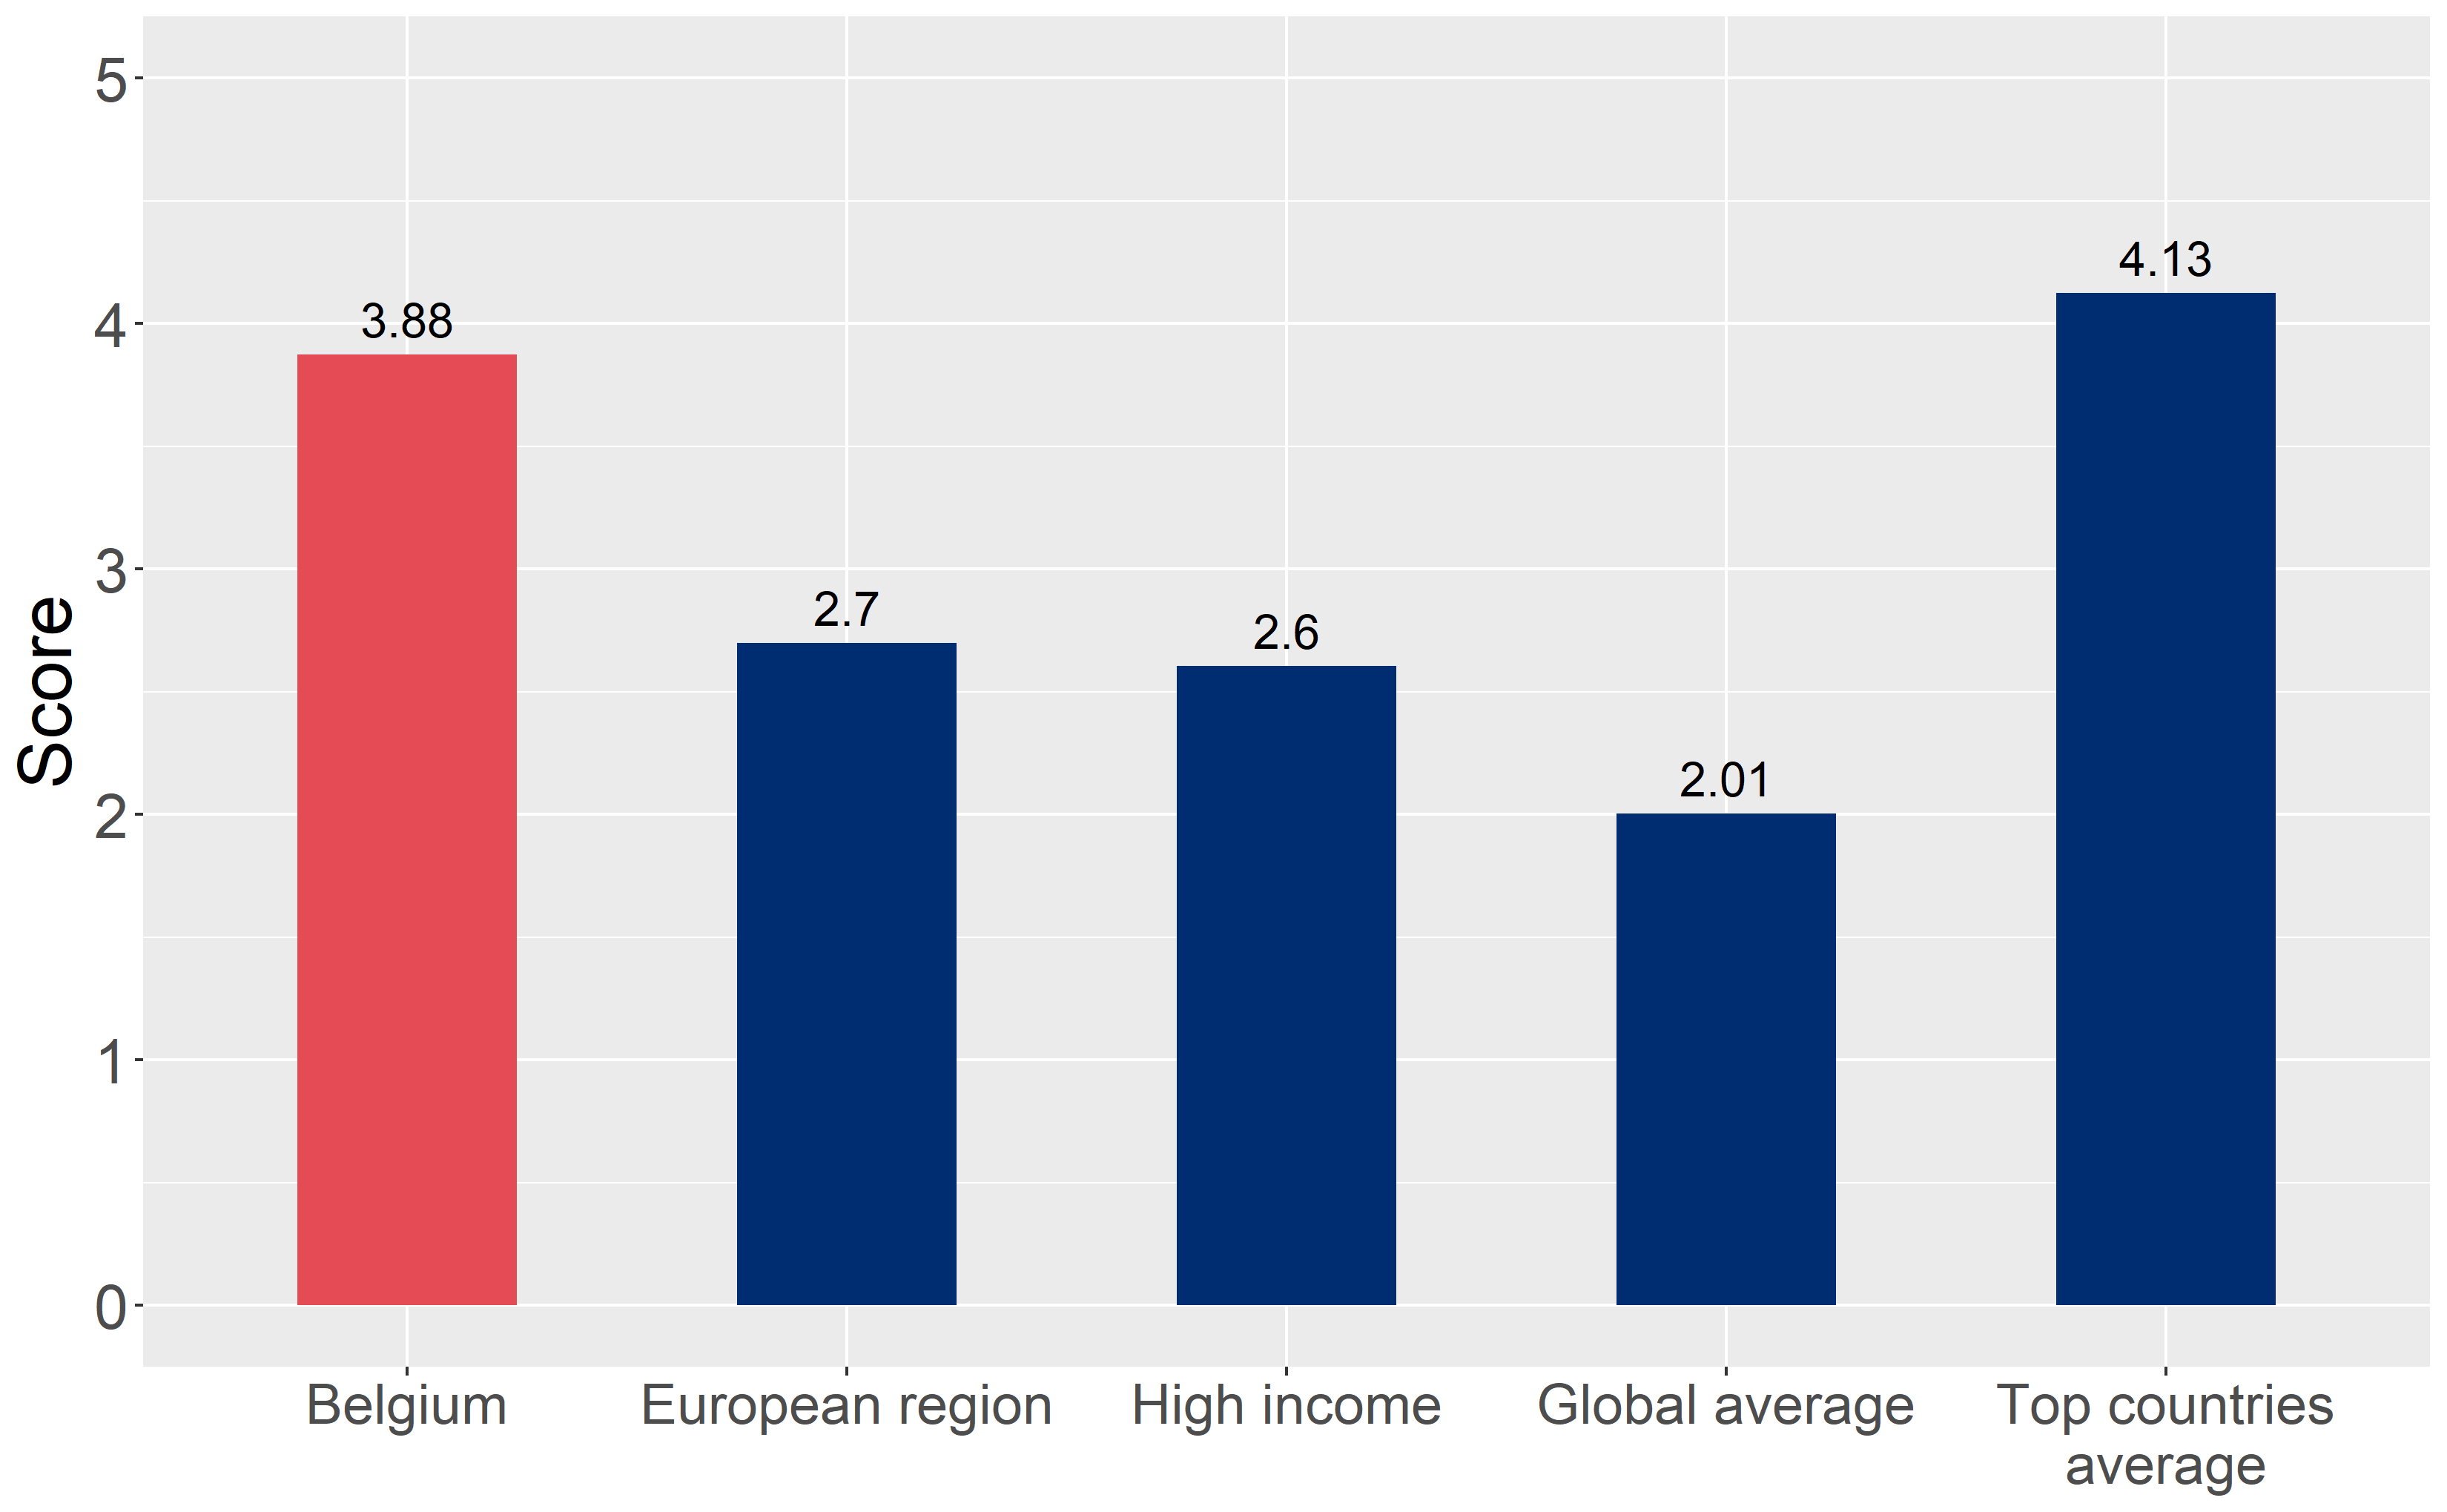 Score
5
4
3
2
1
0
3.88
2.7
2.6
2.01
4.13
Belgium
European region
High income
Global average
Top countries
average